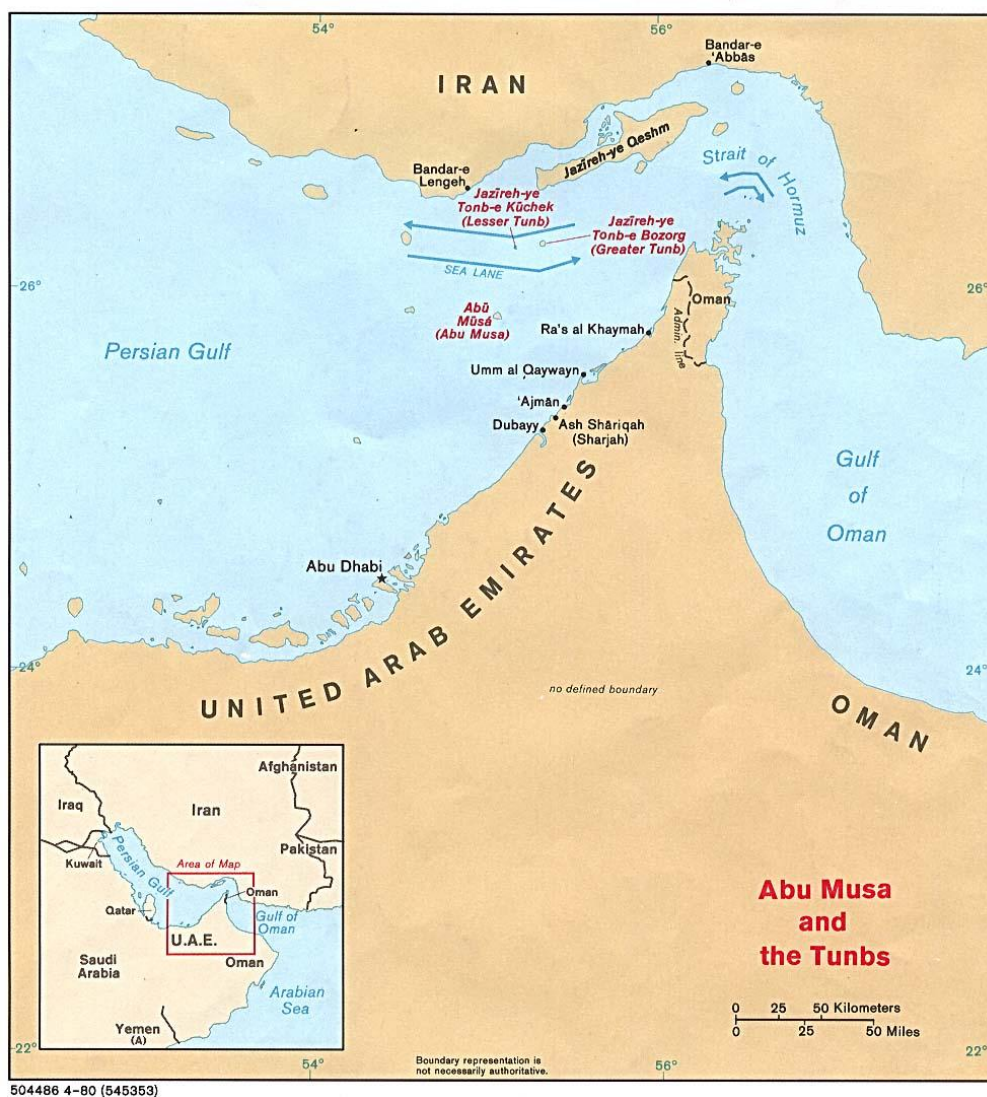 54°
56°
Bandar-e
'Abbās
IRAN
Jazīreh-ye Qeshm
Strait of Hormuz
Bandar-e
Lengeh
Jazīreh-ye
Tonb-e Kūchek
(Lesser Tunb)
Jazīreh-ye
Tonb-e Bozorg
(Greater Tunb)
SEA LANE
26°
26°
Oman
Admin. line
Abū
Mūsá
(Abu Musa)
Ra's al Khaymah
Persian Gulf
Umm al Qaywayn
'Ajmān
Dubayy
Ash Shāriqah
(Sharjah)
Gulf
of
Oman
Abu Dhabi
UNITED ARAB EMIRATES
24°
24°
no defined boundary
OMAN
Afghanistan
Iraq
Iran
Kuwait
Pakistan
Persian Gulf
Area of Map
Oman
Qatar
Gulf of
Oman
U.A.E.
Saudi
Arabia
Oman
Arabian
Sea
Yemen
(A)
Abu Musa
and
the Tunbs
0 25 50 Kilometers
0 25 50 Miles
22°
22°
54°
56°
Boundary representation is
not necessarily authoritative.
504486 4-80 (545353)